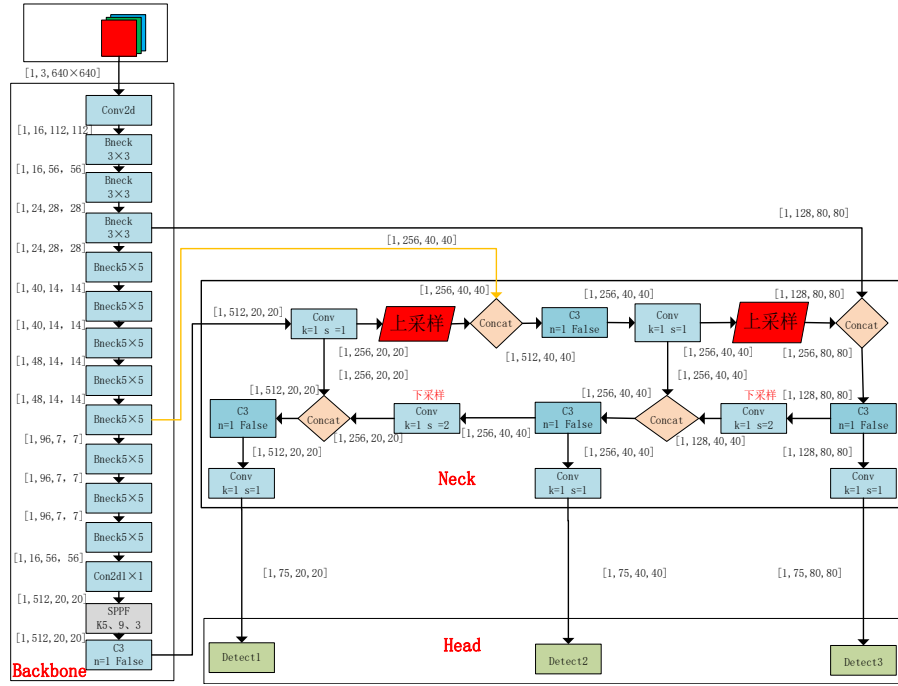 [1,3,640×640]
Conv2d
[1,16,112,112]
Bneck
3×3
[1,16,56, 56]
Bneck
3×3
[1,24,28, 28]
Bneck
3×3
[1,24,28, 28]
Bneck5×5
[1,40,14, 14]
Bneck5×5
[1,40,14, 14]
Bneck5×5
[1,48,14, 14]
Bneck5×5
[1,48,14, 14]
Bneck5×5
[1,96,7, 7]
Bneck5×5
[1,96,7, 7]
Bneck5×5
[1,96,7, 7]
Bneck5×5
[1,16,56, 56]
Con2d1×1
[1,512,20,20]
SPPF
K5、9、3
[1,512,20,20]
C3
n=1 False
Backbone
[1,128,80,80]
[1,256,40,40]
[1,512,20,20]
Conv
k=1 s =1
[1,256,20,20]
上采样
[1,256,40,40]
Concat
[1,512,40,40]
C3
n=1 False
[1,256,40,40]
Conv
k=1 s=1
[1,256,40,40]
上采样
[1,128,80,80]
[1,256,80,80]
Concat
[1,256,20,20]
[1,256,40,40]
[1,512,20,20]
C3
n=1 False
Concat
[1,256,20,20]
下采样
Conv
k=1 s =2
[1,256,40,40]
C3
n=1 False
[1,256,40,40]
Concat
[1,128,40,40]
下采样
Conv
k=1 s=2
[1,128,80,80]
C3
n=1 False
[1,512,20,20]
[1,256,40,40]
[1,128,80,80]
Conv
k=1 s=1
Neck
Conv
k=1 s=1
Conv
k=1 s=1
[1,75,20,20]
[1,75,40,40]
[1,75,80,80]
Head
Detect1
Detect2
Detect3